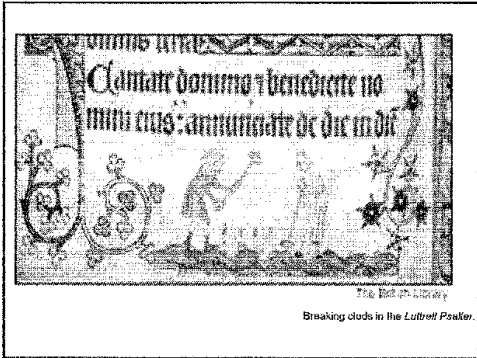 Cantate domino ⁊ benedicite no
mini eius : annunciate de die in die
The British Library
Breaking clods in the Luttrell Psalter.